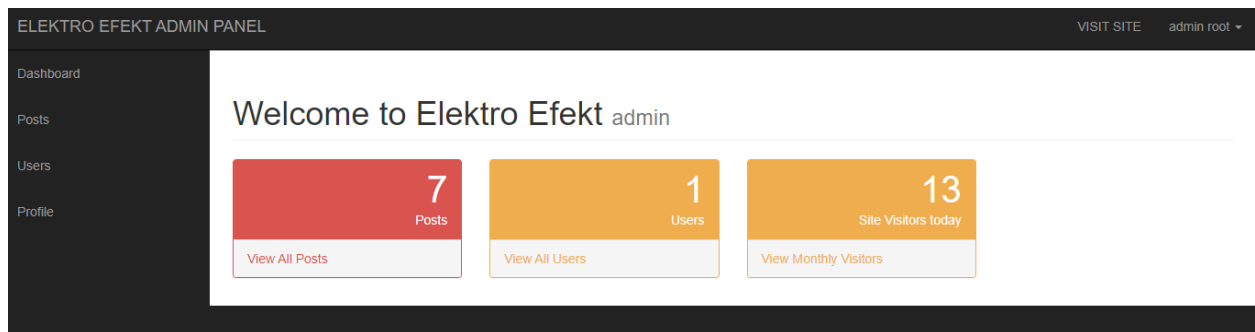 ELEKTRO EFEKT ADMIN PANEL
VISIT SITE
admin root
Dashboard
Posts
Users
Profile
Welcome to Elektro Efekt admin
7
Posts
View All Posts
1
Users
View All Users
13
Site Visitors today
View Monthly Visitors